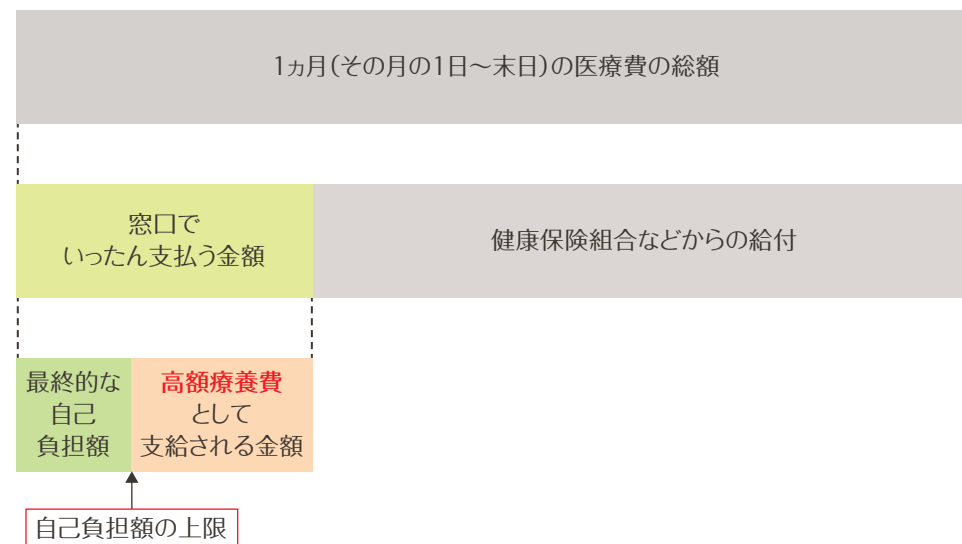 1ヵ月(その月の1日～末日)の医療費の総額
窓口で
いったん支払う金額
健康保険組合などからの給付
最終的な
自己
負担額
高額療養費
として
支給される金額
自己負担額の上限